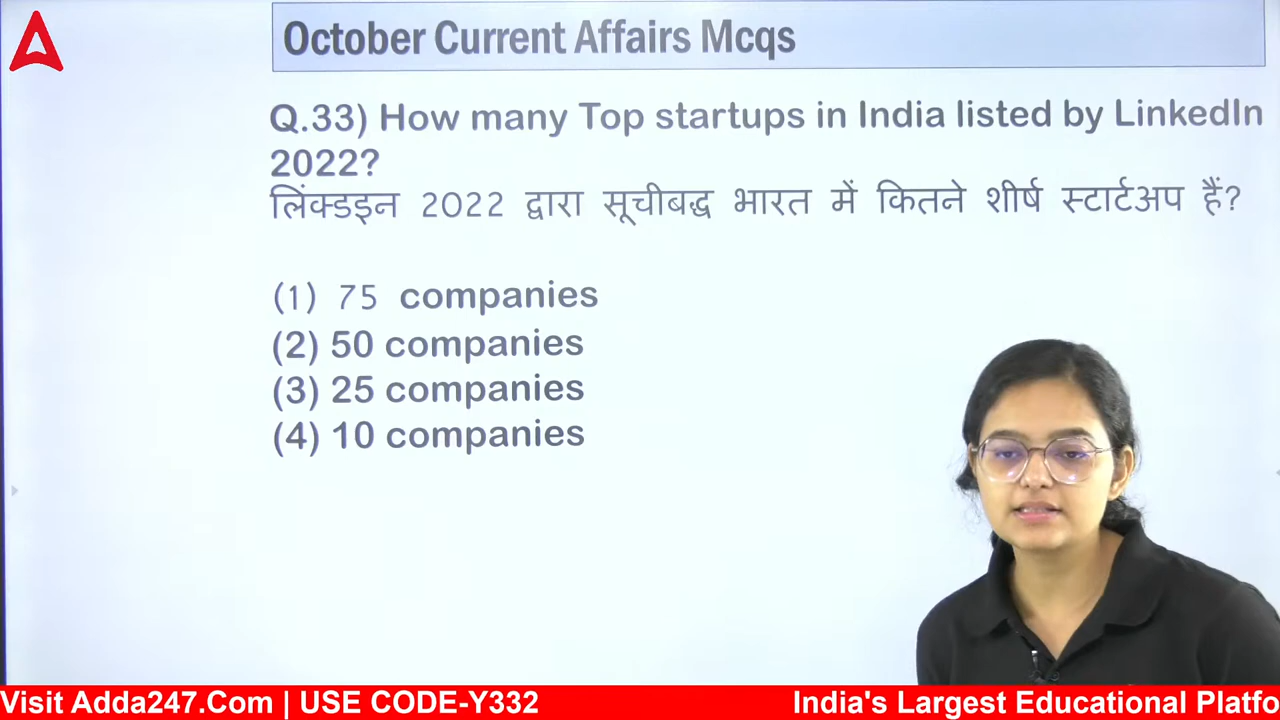 October Current Affairs Mcqs
Q.33) How many Top startups in India listed by LinkedIn
2022?
लिंक्डइन 2022 द्वारा सूचीबद्ध भारत में कितने शीर्ष स्टार्टअप हैं?
(1) 75 companies
(2) 50 companies
(3) 25 companies
(4) 10 companies
Visit Adda247.Com | USE CODE-Y332
India's Largest Educational Platfo